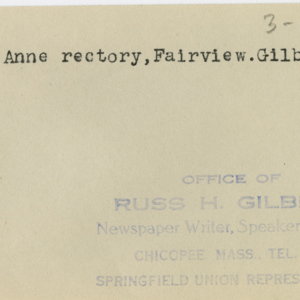 3-
Anne rectory,Fairview.Gilb
OFFICE OF
RUSS H. GILB
Newspaper Writer, Speaker
CHICOPEE MASS., TEL.
SPRINGFIELD UNION REPRES